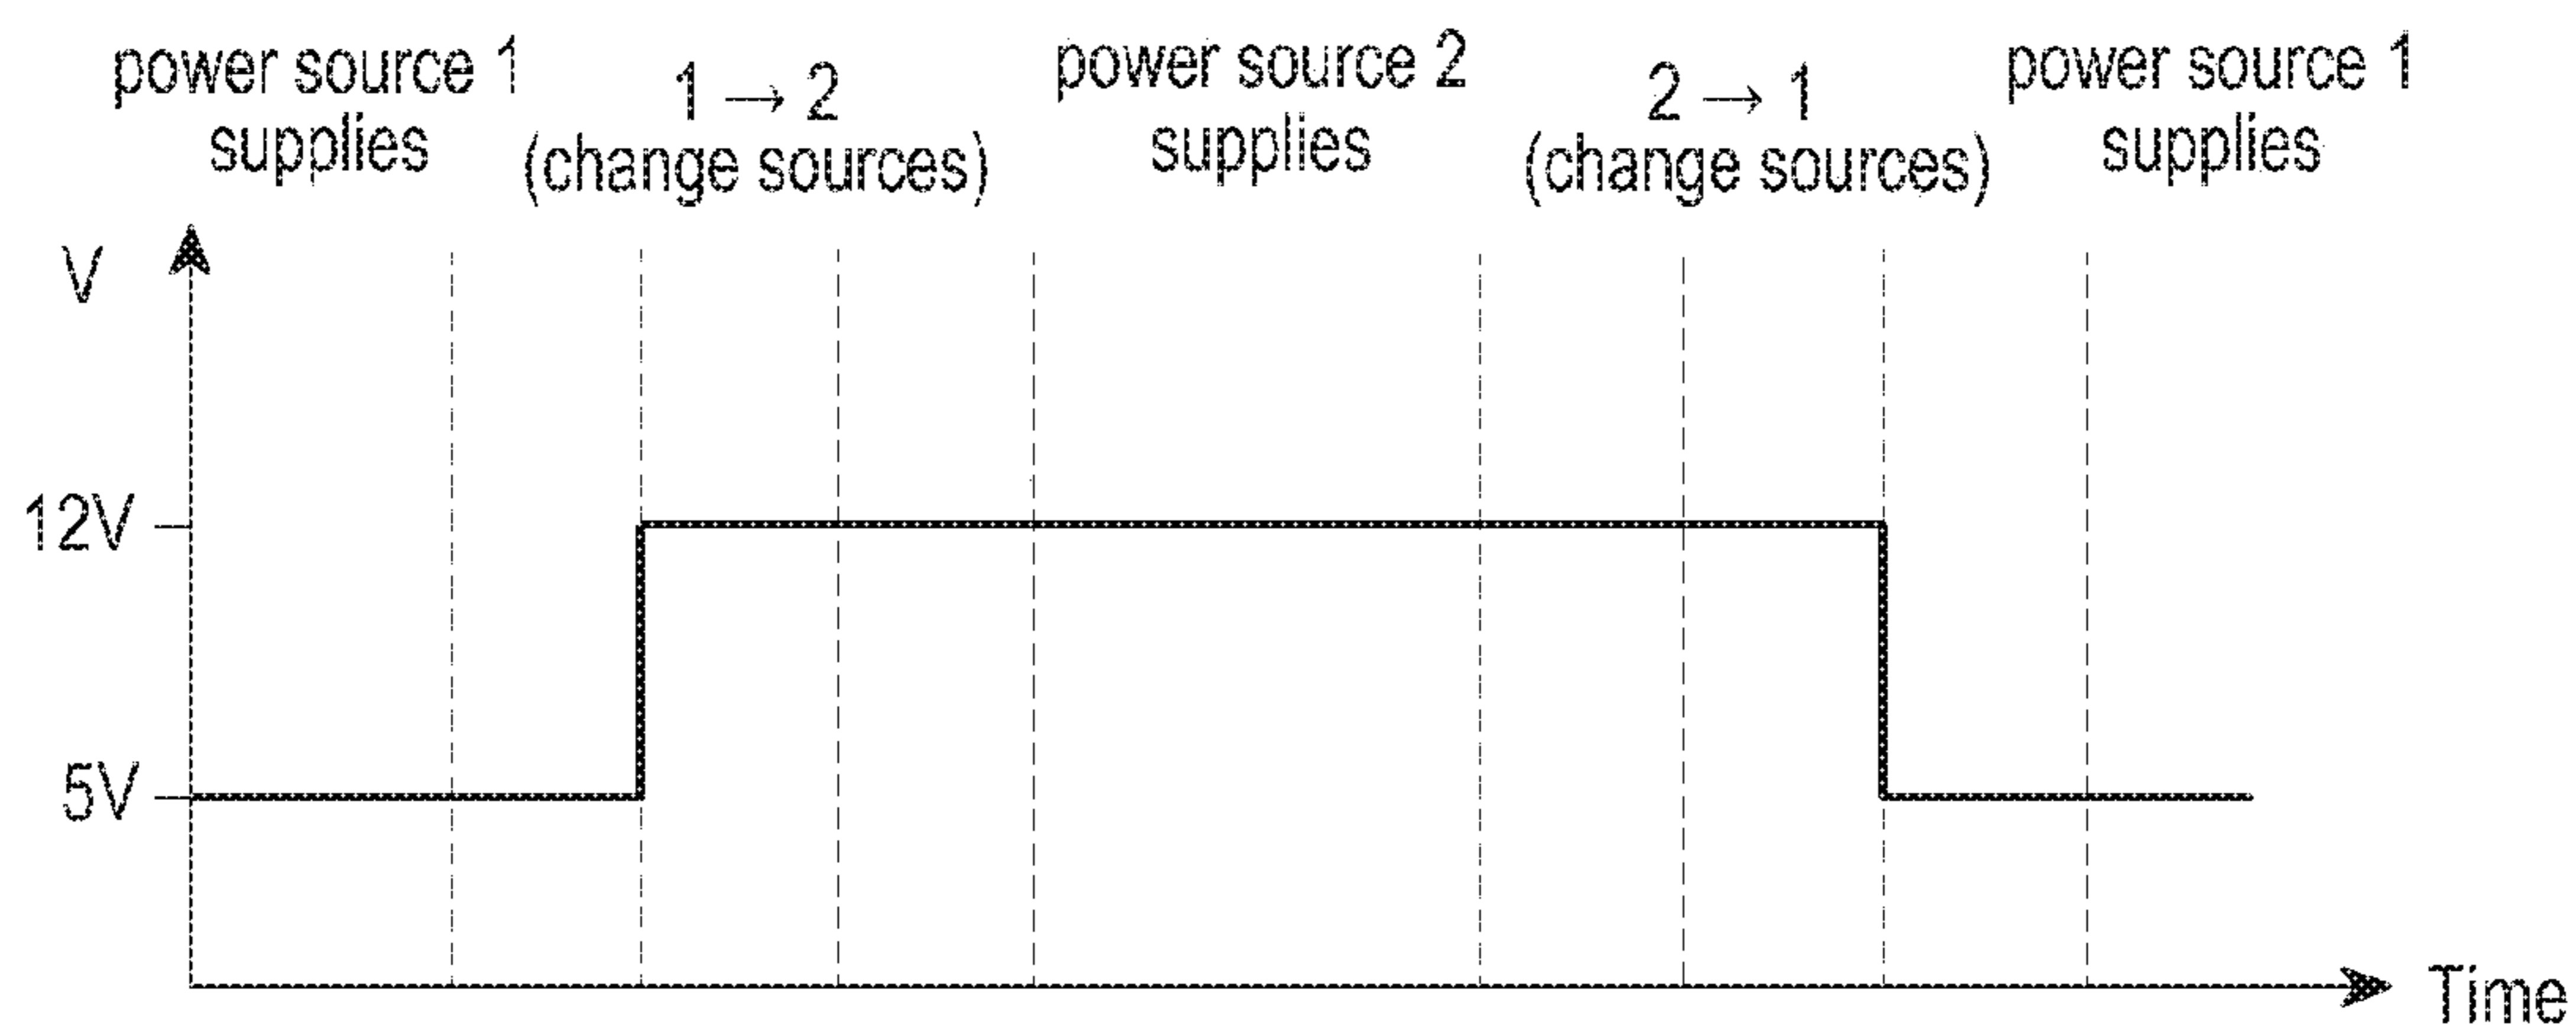 power source 1
supplies
1 → 2
(change sources)
power source 2
supplies
2 → 1
(change sources)
power source 1
supplies
V
12V
5V
Time